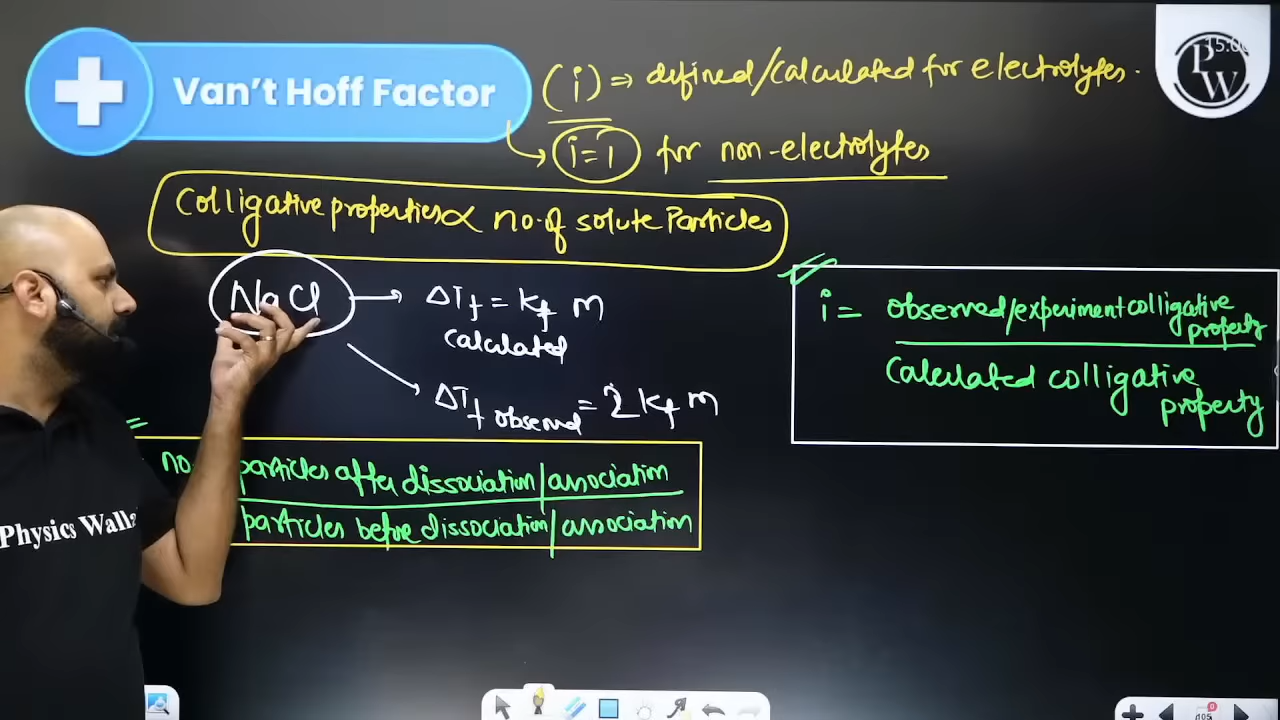 Van't Hoff Factor
(i) ⇒ defined/calculated for electrolytes.
i=1 for non-electrolytes
Colligative properties ∝ no. of solute Particles
NaCl → ΔTf = kf m
calculated
ΔTf observed = 2 kf m
=
no. particles after dissociation/association
particles before dissociation/association
i = observed/experiment colligative
property
Calculated colligative
property
PW
Physics Walla